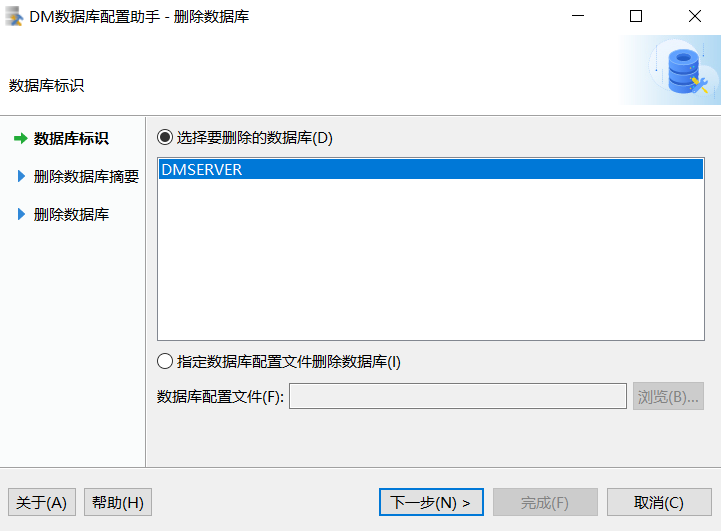 DM数据库配置助手 - 删除数据库
数据库标识
数据库标识
删除数据库摘要
删除数据库
选择要删除的数据库(D)
DMSERVER
指定数据库配置文件删除数据库(I)
数据库配置文件(F):
浏览(B)...
关于(A)
帮助(H)
下一步(N) >
完成(F)
取消(C)